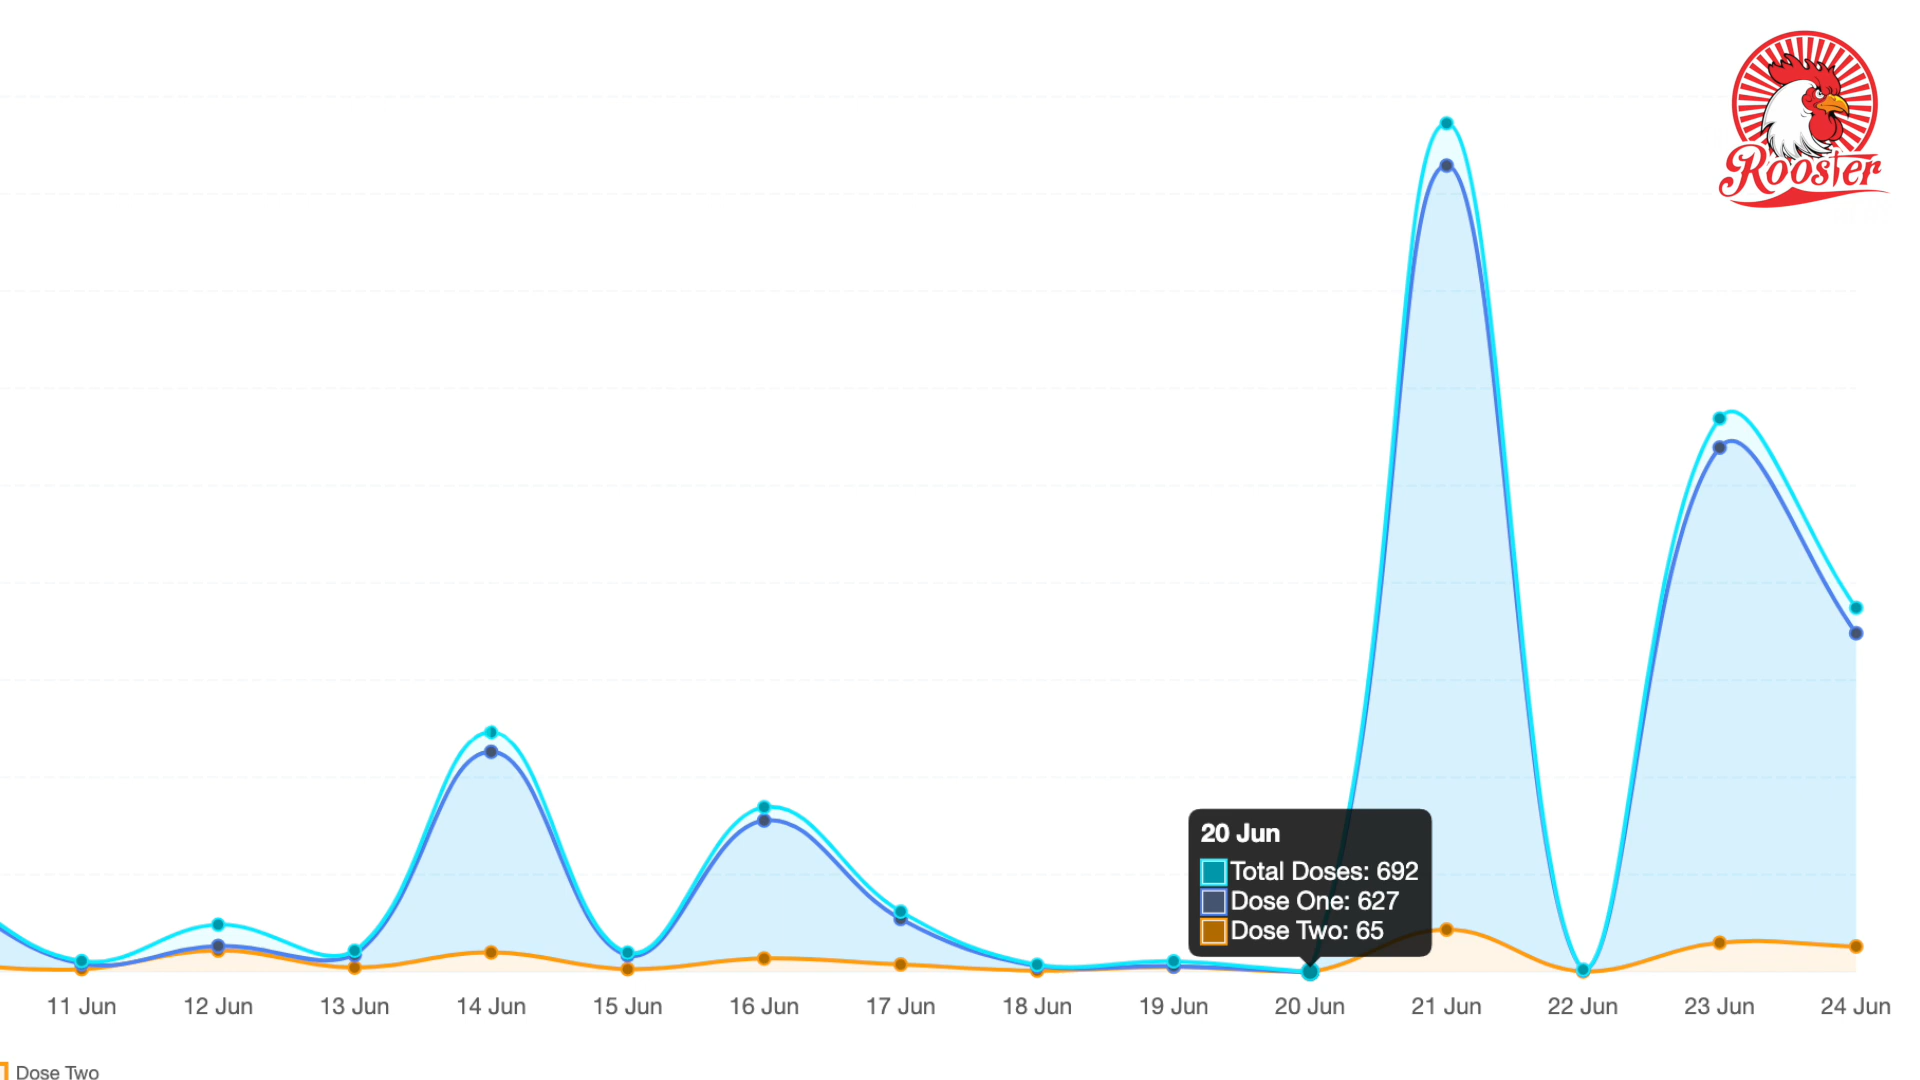 Rooster
20 Jun
Total Doses: 692
Dose One: 627
Dose Two: 65
11 Jun
12 Jun
13 Jun
14 Jun
15 Jun
16 Jun
17 Jun
18 Jun
19 Jun
20 Jun
21 Jun
22 Jun
23 Jun
24 Jun
Dose Two